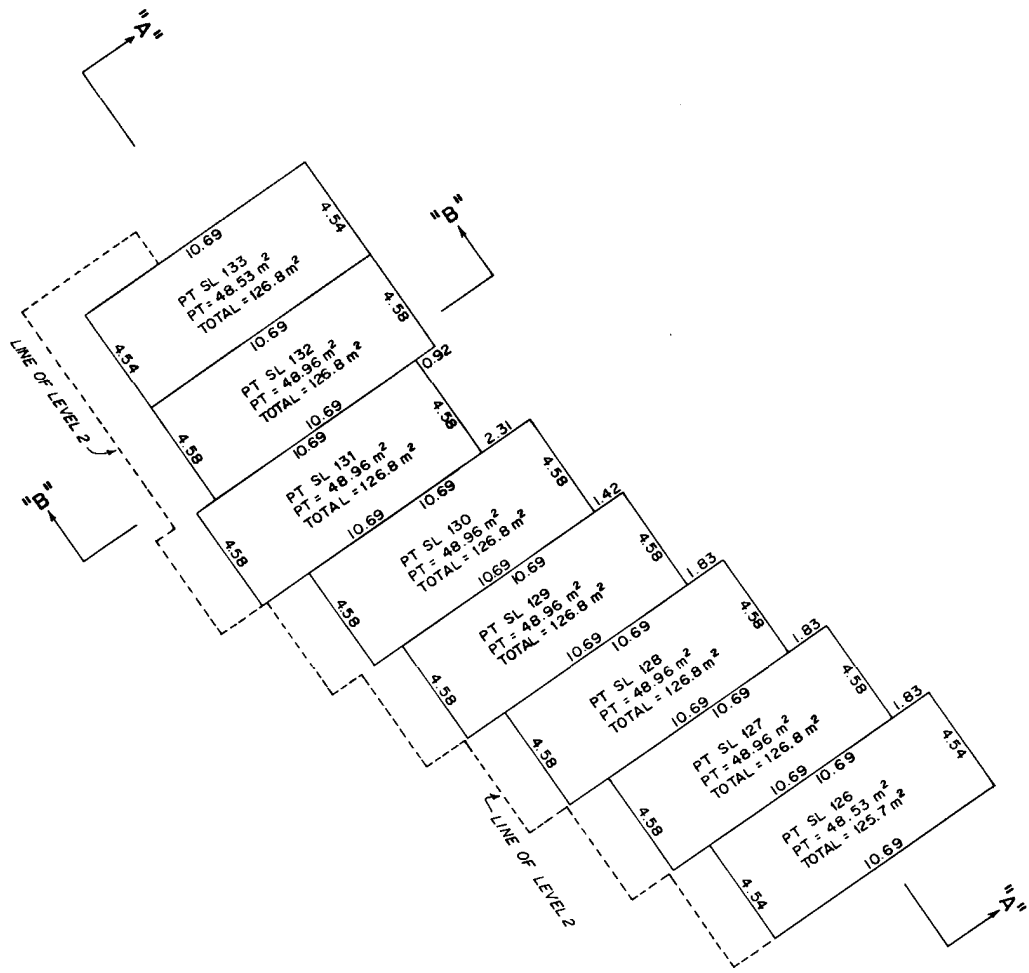 "A"
"B"
10.69
4.54
PT SL 133
PT = 48.53 m²
TOTAL = 126.8 m²
4.54
10.69
4.58
PT SL 132
PT = 48.96 m²
TOTAL = 126.8 m²
4.58
10.69
0.92
LINE OF LEVEL 2
"B"
10.69
4.58
PT SL 131
PT = 48.96 m²
TOTAL = 126.8 m²
4.58
10.69
2.31
10.69
4.58
PT SL 130
PT = 48.96 m²
TOTAL = 126.8 m²
4.58
10.69
1.42
10.69
4.58
PT SL 129
PT = 48.96 m²
TOTAL = 126.8 m²
4.58
10.69
1.83
10.69
4.58
PT SL 128
PT = 48.96 m²
TOTAL = 126.8 m²
4.58
10.69
1.83
10.69
4.58
PT SL 127
PT = 48.96 m²
TOTAL = 126.8 m²
4.58
10.69
1.83
10.69
4.54
PT SL 126
PT = 48.53 m²
TOTAL = 125.7 m²
4.54
10.69
LINE OF LEVEL 2
"A"